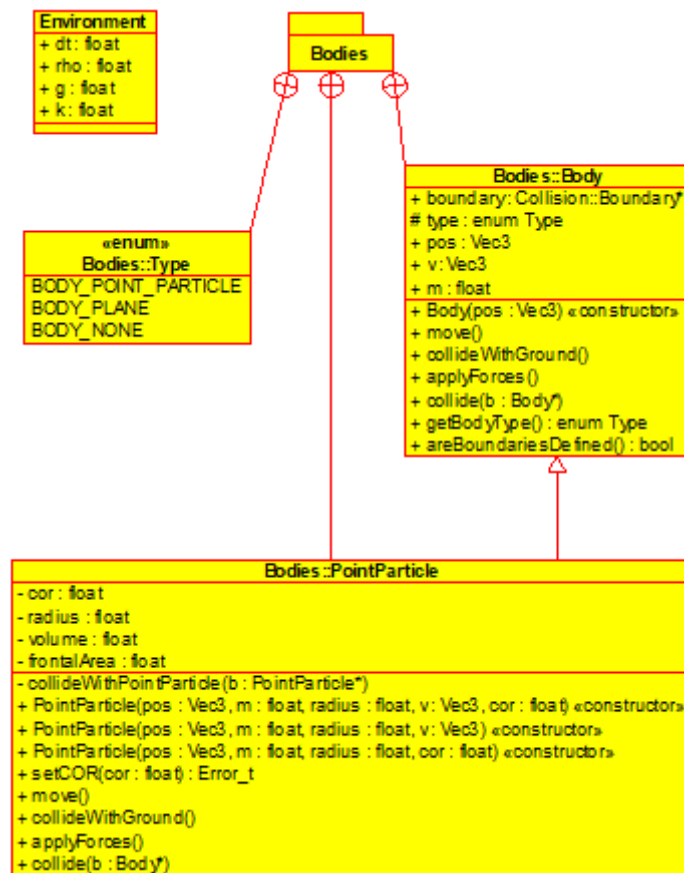 Environment
+ dt: float
+ rho : float
+ g : float
+ k : float
Bodies
«enum»
Bodies::Type
BODY_POINT_PARTICLE
BODY_PLANE
BODY_NONE
Bodies::Body
+ boundary: Collision::Boundary*
# type : enum Type
+ pos : Vec3
+ v: Vec3
+ m : float
+ Body(pos : Vec3) «constructor»
+ move()
+ collideWithGround()
+ applyForces()
+ collide(b : Body*)
+ getBodyType() : enum Type
+ areBoundariesDefined() : bool
Bodies::PointParticle
- cor : float
- radius : float
- volume : float
- frontalArea : float
- collideWithPointParticle(b : PointParticle*)
+ PointParticle(pos : Vec3, m : float, radius : float, v: Vec3, cor : float) «constructor»
+ PointParticle(pos : Vec3, m : float, radius : float, v: Vec3) «constructor»
+ PointParticle(pos : Vec3, m : float, radius : float, cor : float) «constructor»
+ setCOR(cor : float) : Error_t
+ move()
+ collideWithGround()
+ applyForces()
+ collide(b : Body*)